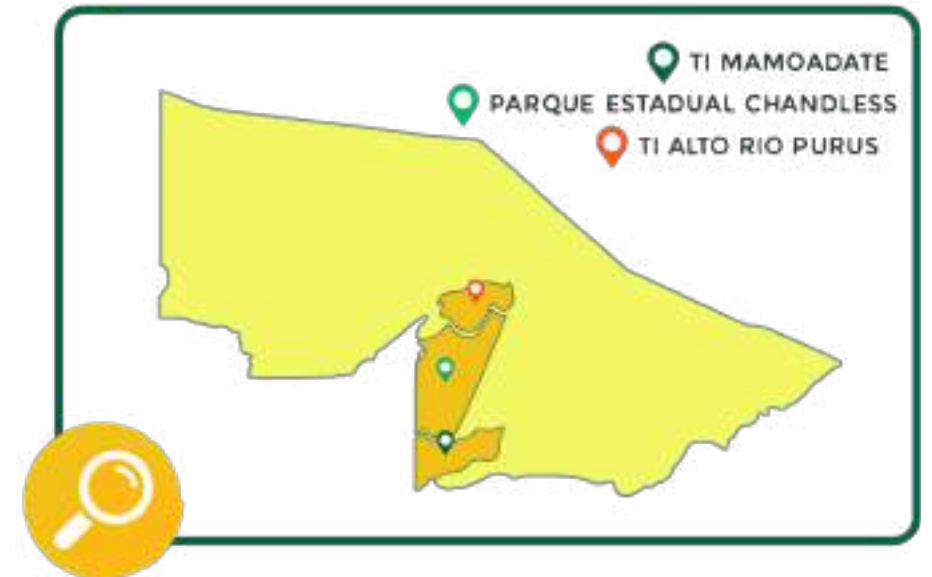 TI MAMOADATE
PARQUE ESTADUAL CHANDLESS
TI ALTO RIO PURUS